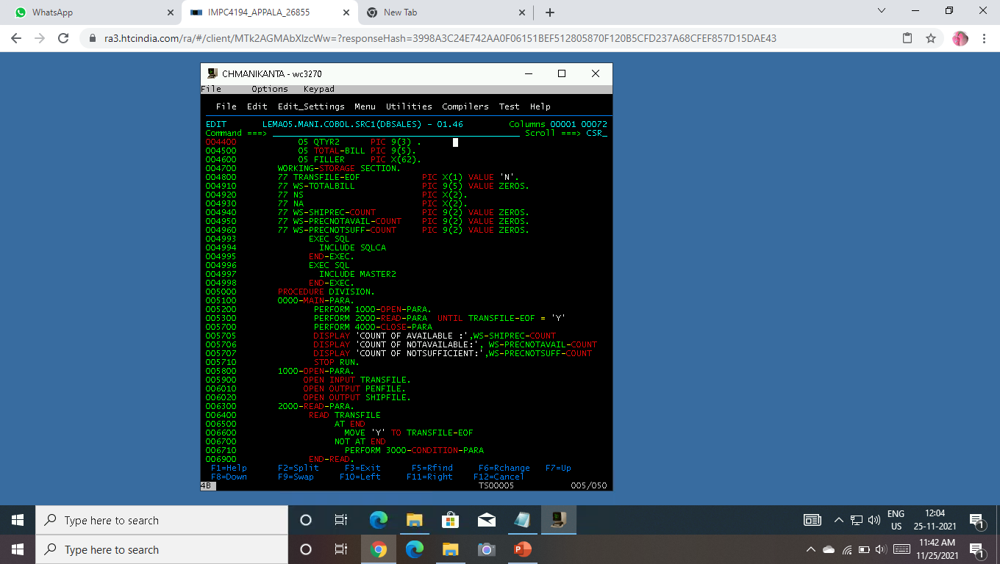 WhatsApp
IMPC4194_APPALA_26855
New Tab
ra3.htcindia.com/ra/#/client/MTk2AGMAbXlzcWw=?responseHash=3998A3C24E742AA0F06151BEF512805870F120B5CFD237A68CFEF857D15DAE43
CHMANIKANTA - wc3270
File Options Keypad
File Edit Edit_Settings Menu Utilities Compilers Test Help
EDIT LEMA05.MANI.COBOL.SRC1(DBSALES) - 01.46 Columns 00001 00072
Command ===> Scroll ===> CSR_
004400 05 QTYR2 PIC 9(3) .
004500 05 TOTAL-BILL PIC 9(5).
004600 05 FILLER PIC X(62).
004700 WORKING-STORAGE SECTION.
004800 77 TRANSFILE-EOF PIC X(1) VALUE 'N'.
004910 77 WS-TOTALBILL PIC 9(5) VALUE ZEROS.
004920 77 NS PIC X(2).
004930 77 NA PIC X(2).
004940 77 WS-SHIPREC-COUNT PIC 9(2) VALUE ZEROS.
004950 77 WS-PRECNOTAVAIL-COUNT PIC 9(2) VALUE ZEROS.
004960 77 WS-PRECNOTSUFF-COUNT PIC 9(2) VALUE ZEROS.
004993 EXEC SQL
004994 INCLUDE SQLCA
004995 END-EXEC.
004996 EXEC SQL
004997 INCLUDE MASTER2
004998 END-EXEC.
005000 PROCEDURE DIVISION.
005100 0000-MAIN-PARA.
005200 PERFORM 1000-OPEN-PARA.
005300 PERFORM 2000-READ-PARA UNTIL TRANSFILE-EOF = 'Y'
005700 PERFORM 4000-CLOSE-PARA
005705 DISPLAY 'COUNT OF AVAILABLE :',WS-SHIPREC-COUNT
005706 DISPLAY 'COUNT OF NOTAVAILABLE:', WS-PRECNOTAVAIL-COUNT
005707 DISPLAY 'COUNT OF NOTSUFFICIENT:',WS-PRECNOTSUFF-COUNT
005710 STOP RUN.
005800 1000-OPEN-PARA.
005900 OPEN INPUT TRANSFILE.
006010 OPEN OUTPUT PENFILE.
006020 OPEN OUTPUT SHIPFILE.
006300 2000-READ-PARA.
006400 READ TRANSFILE
006500 AT END
006600 MOVE 'Y' TO TRANSFILE-EOF
006700 NOT AT END
006710 PERFORM 3000-CONDITION-PARA
006900 END-READ.
F1=Help F2=Split F3=Exit F5=Rfind F6=Rchange F7=Up
F8=Down F9=Swap F10=Left F11=Right F12=Cancel
4B TS00005 005/050
Type here to search
ENG
US
12:04
25-11-2021
1
Type here to search
11:42 AM
11/25/2021
1